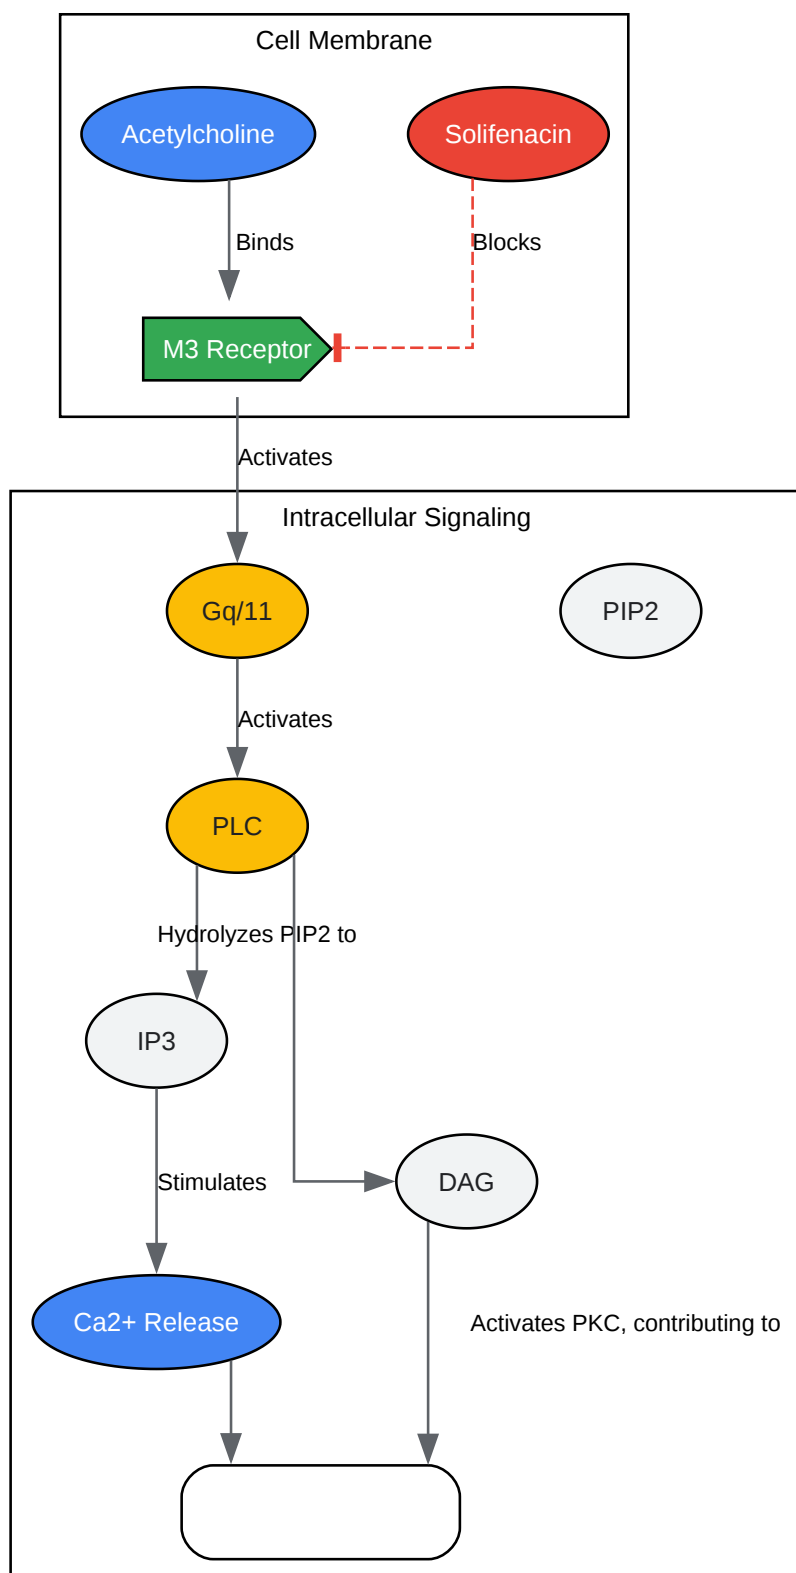 Cell Membrane
Acetylcholine
Solifenacin
Binds
Blocks
M3 Receptor
Activates
Intracellular Signaling
Gq/11
PIP2
Activates
PLC
Hydrolyzes PIP2 to
IP3
Stimulates
DAG
Ca2+ Release
Activates PKC, contributing to